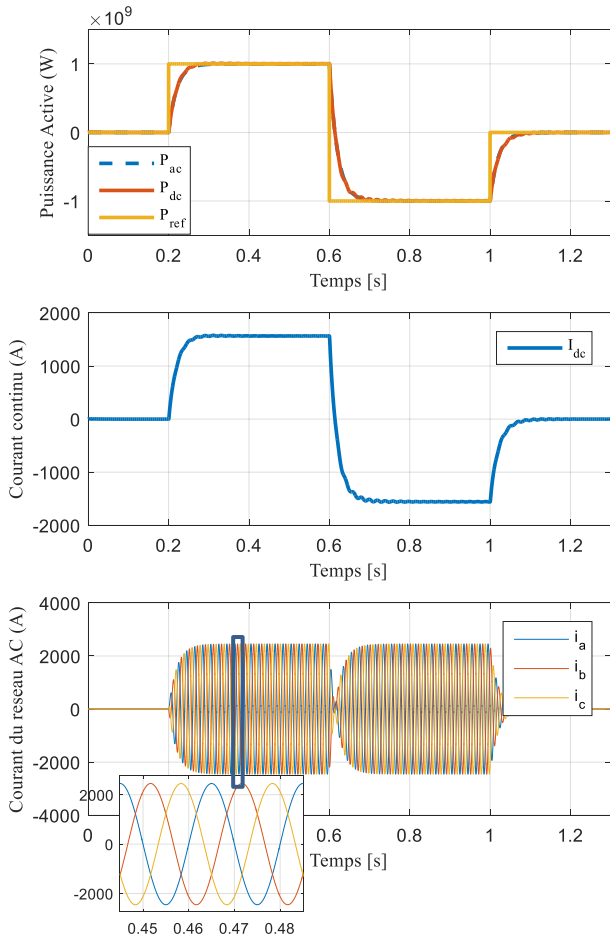 ×10⁹
Puissance Active (W)
1
0
-1
P_ac
P_dc
P_ref
0 0.2 0.4 0.6 0.8 1 1.2
Temps [s]
Courant continu (A)
2000
1000
0
-1000
-2000
I_dc
0 0.2 0.4 0.6 0.8 1 1.2
Temps [s]
Courant du reseau AC (A)
4000
2000
0
-2000
-4000
i_a
i_b
i_c
0 0.6 0.8 1 1.2
Temps [s]
2000
0
-2000
0.45 0.46 0.47 0.48